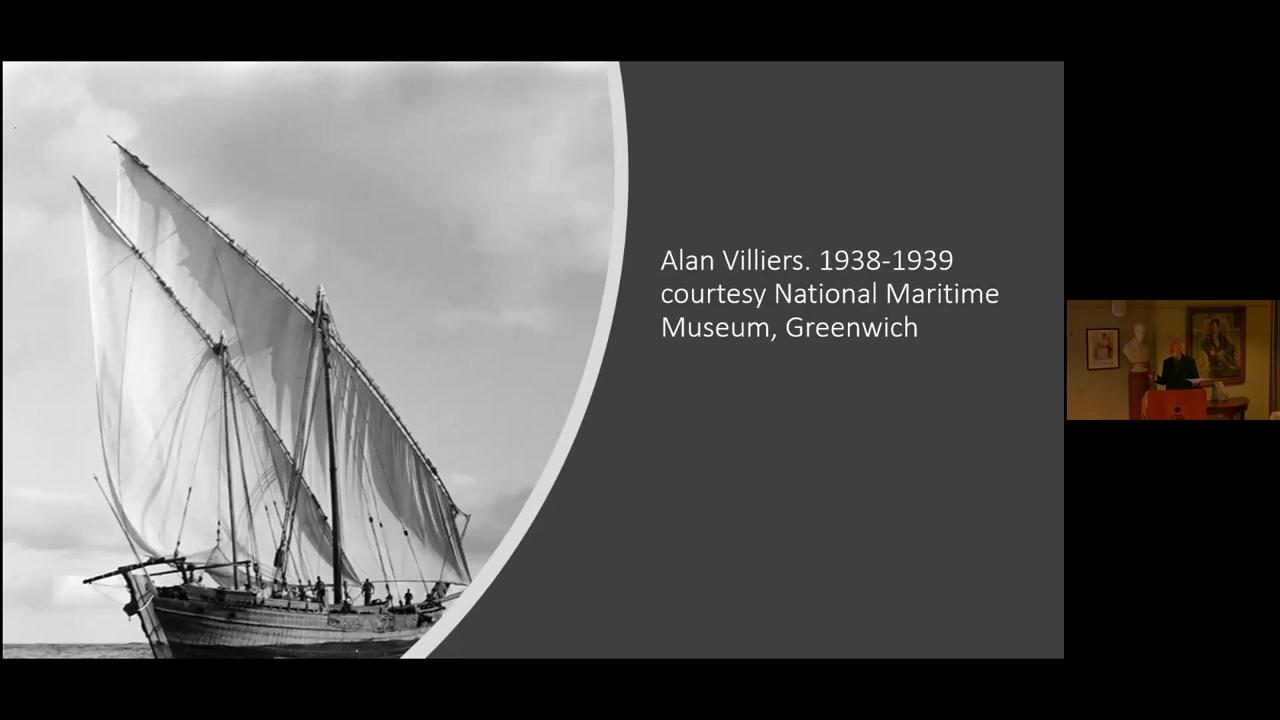 Alan Villiers. 1938-1939
courtesy National Maritime
Museum, Greenwich